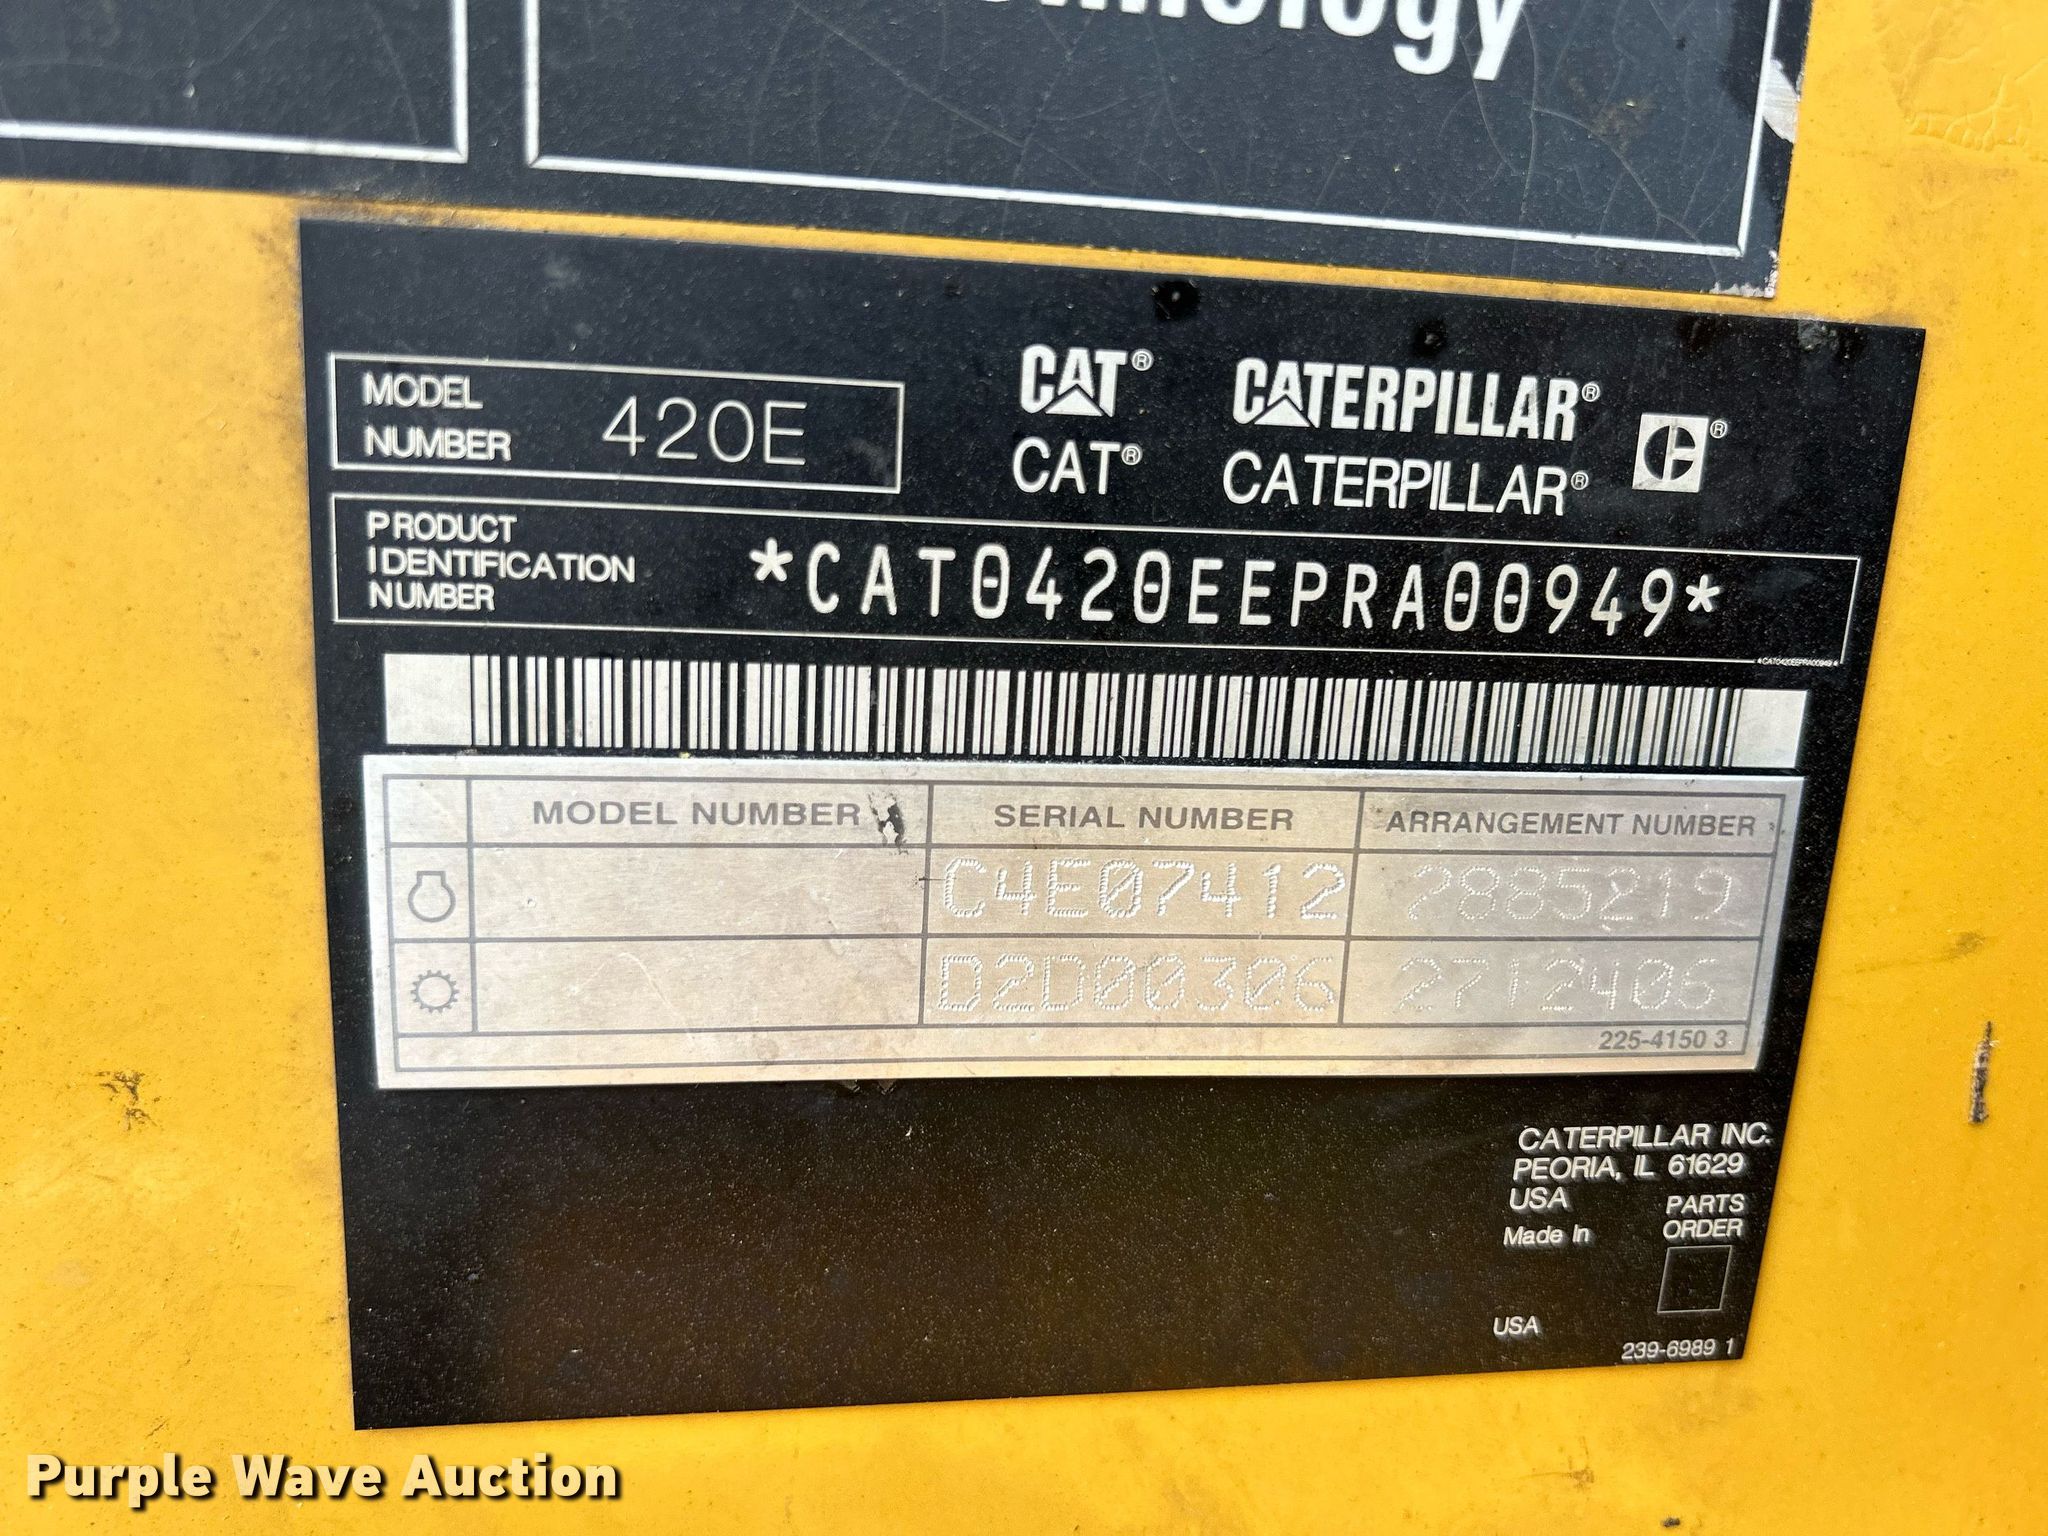 MODEL
NUMBER 420E
CAT® CATERPILLAR®
CAT® CATERPILLAR®
PRODUCT
IDENTIFICATION
NUMBER
*CAT0420EEPRA00949*
*CAT0420EEPRA00949*
MODEL NUMBER SERIAL NUMBER ARRANGEMENT NUMBER
C4E07412 2885219
D2D00306 2712406
225-4150 3
CATERPILLAR INC.
PEORIA, IL 61629
USA
PARTS
ORDER
Made In
USA
239-6989 1
Purple Wave Auction